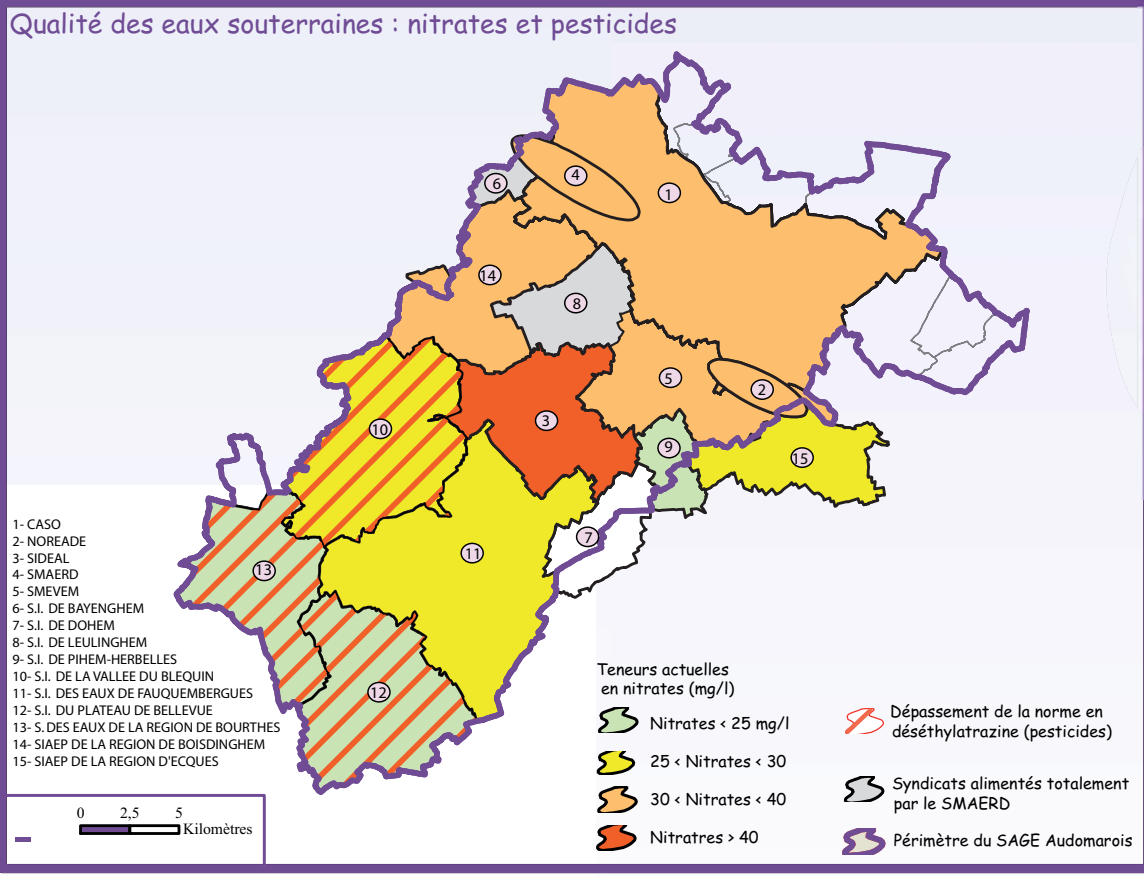 Qualité des eaux souterraines : nitrates et pesticides
6
4
1
14
8
5
2
10
3
9
15
11
7
13
12
1- CASO
2- NOREADE
3- SIDEAL
4- SMAERD
5- SMEVEM
6- S.I. DE BAYENGHEM
7- S.I. DE DOHEM
8- S.I. DE LEULINGHEM
9- S.I. DE PIHEM-HERBELLES
10- S.I. DE LA VALLEE DU BLEQUIN
11- S.I. DES EAUX DE FAUQUEMBERGUES
12- S.I. DU PLATEAU DE BELLEVUE
13- S. DES EAUX DE LA REGION DE BOURTHES
14- SIAEP DE LA REGION DE BOISDINGHEM
15- SIAEP DE LA REGION D'ECQUES
0 2,5 5
Kilomètres
Teneurs actuelles
en nitrates (mg/l)
Nitrates < 25 mg/l
25 < Nitrates < 30
30 < Nitrates < 40
Nitratres > 40
Dépassement de la norme en
déséthylatrazine (pesticides)
Syndicats alimentés totalement
par le SMAERD
Périmètre du SAGE Audomarois